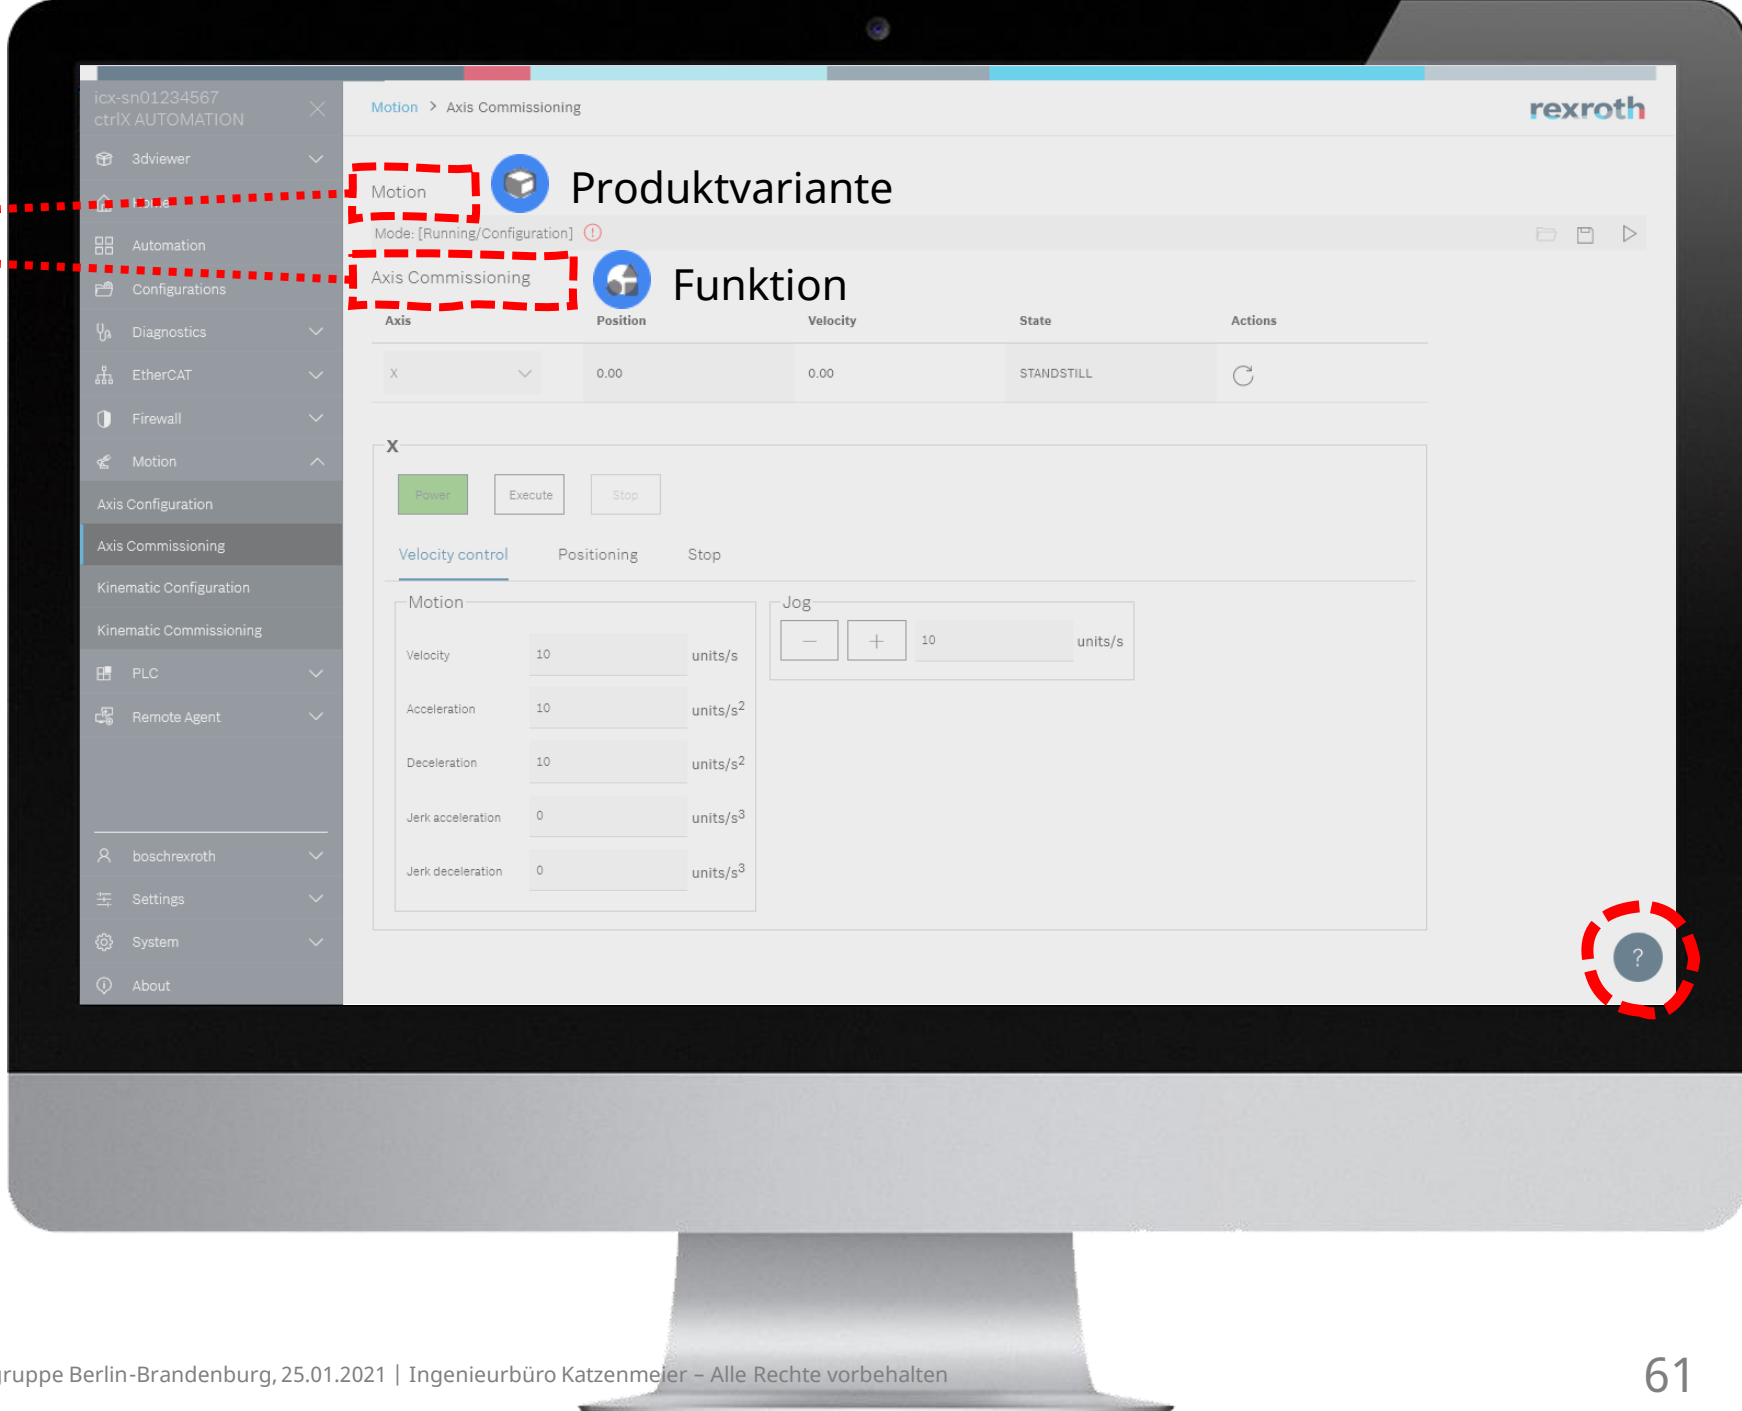 icx-sn01234567
ctrlX AUTOMATION
3dviewer
Home
Automation
Configurations
Diagnostics
EtherCAT
Firewall
Motion
Axis Configuration
Axis Commissioning
Kinematic Configuration
Kinematic Commissioning
PLC
Remote Agent
boschrexroth
Settings
System
About
Motion > Axis Commissioning
rexroth
Motion
Produktvariante
Mode: [Running/Configuration]
Axis Commissioning
Funktion
Axis Position Velocity State Actions
X 0.00 0.00 STANDSTILL
X
Power Execute Stop
Velocity control Positioning Stop
Motion
Velocity 10 units/s
Acceleration 10 units/s²
Deceleration 10 units/s²
Jerk acceleration 0 units/s³
Jerk deceleration 0 units/s³
Jog
− + 10 units/s
?
gruppe Berlin-Brandenburg, 25.01.2021 | Ingenieurbüro Katzenmeier – Alle Rechte vorbehalten
61